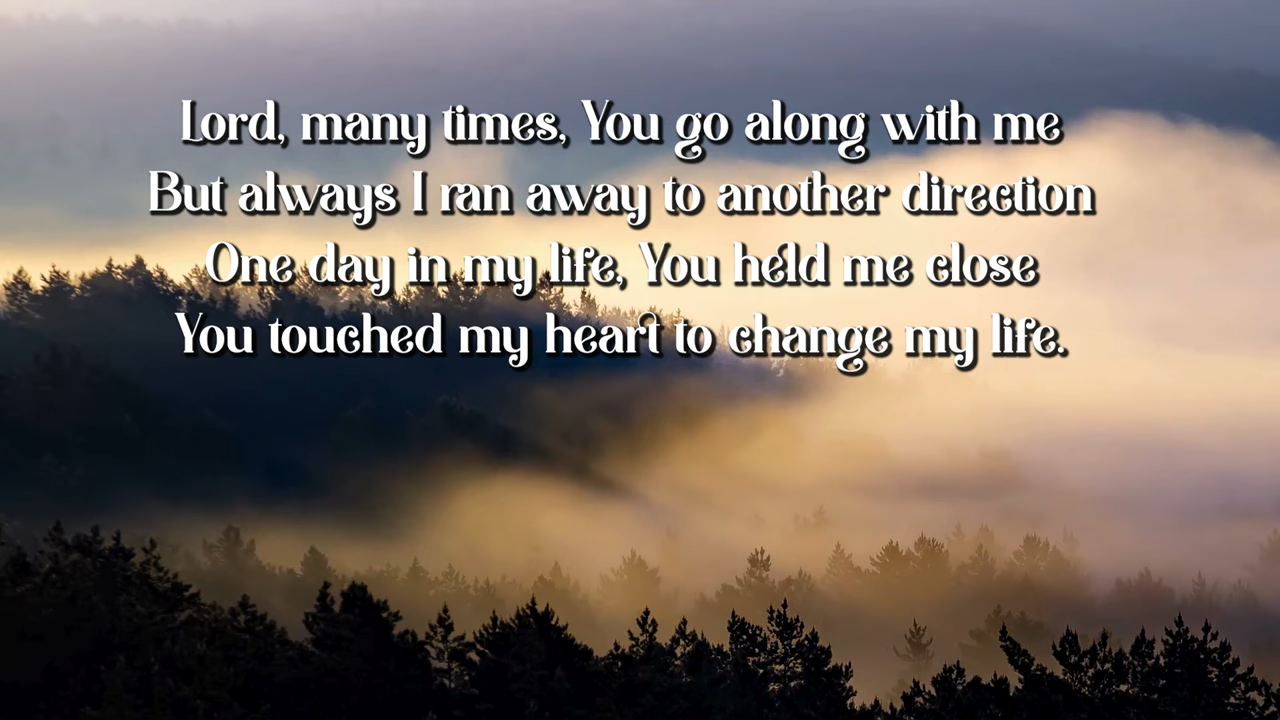 Lord, many times, You go along with me
But always I ran away to another direction
One day in my life, You held me close
You touched my heart to change my life.